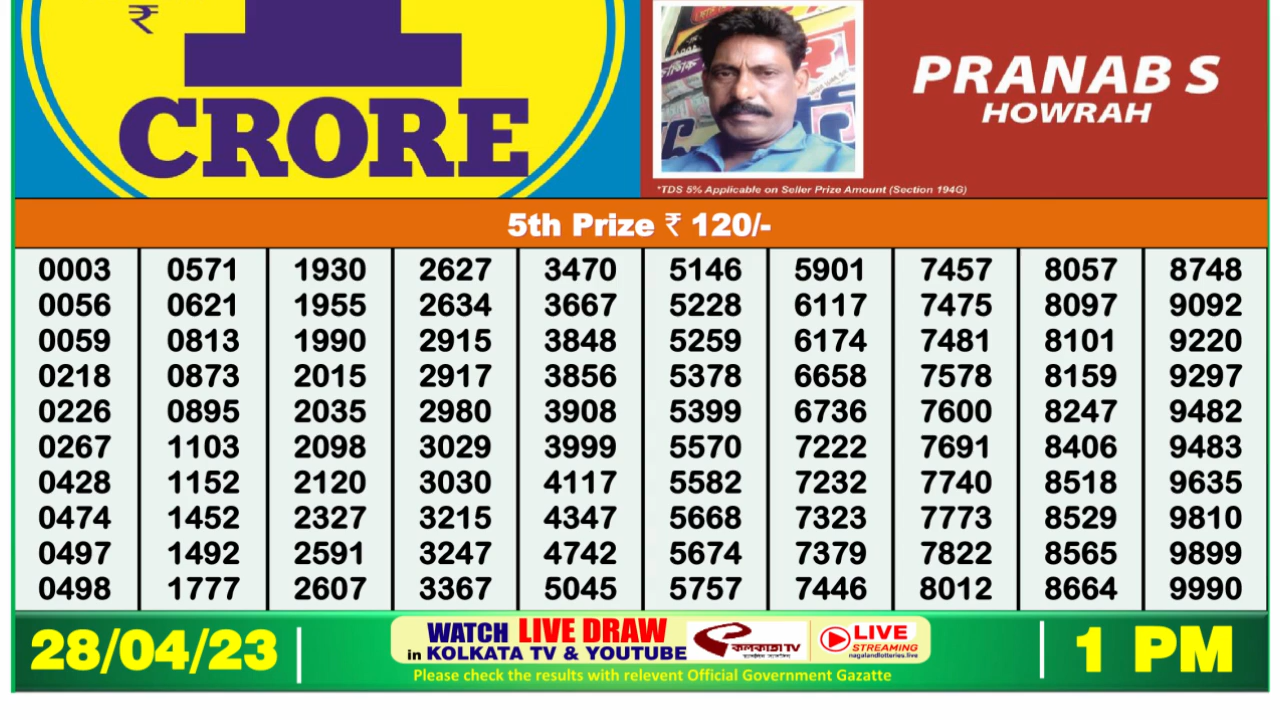 ₹
1
CRORE
PRANAB S
HOWRAH
*TDS 5% Applicable on Seller Prize Amount (Section 194G)
5th Prize ₹ 120/-
0003 0571 1930 2627 3470 5146 5901 7457 8057 8748
0056 0621 1955 2634 3667 5228 6117 7475 8097 9092
0059 0813 1990 2915 3848 5259 6174 7481 8101 9220
0218 0873 2015 2917 3856 5378 6658 7578 8159 9297
0226 0895 2035 2980 3908 5399 6736 7600 8247 9482
0267 1103 2098 3029 3999 5570 7222 7691 8406 9483
0428 1152 2120 3030 4117 5582 7232 7740 8518 9635
0474 1452 2327 3215 4347 5668 7323 7773 8529 9810
0497 1492 2591 3247 4742 5674 7379 7822 8565 9899
0498 1777 2607 3367 5045 5757 7446 8012 8664 9990
28/04/23
WATCH LIVE DRAW
in KOLKATA TV & YOUTUBE
কলকাতা TV
LIVE
STREAMING
nagalandlotteries.live
Please check the results with relevent Official Government Gazatte
1 PM